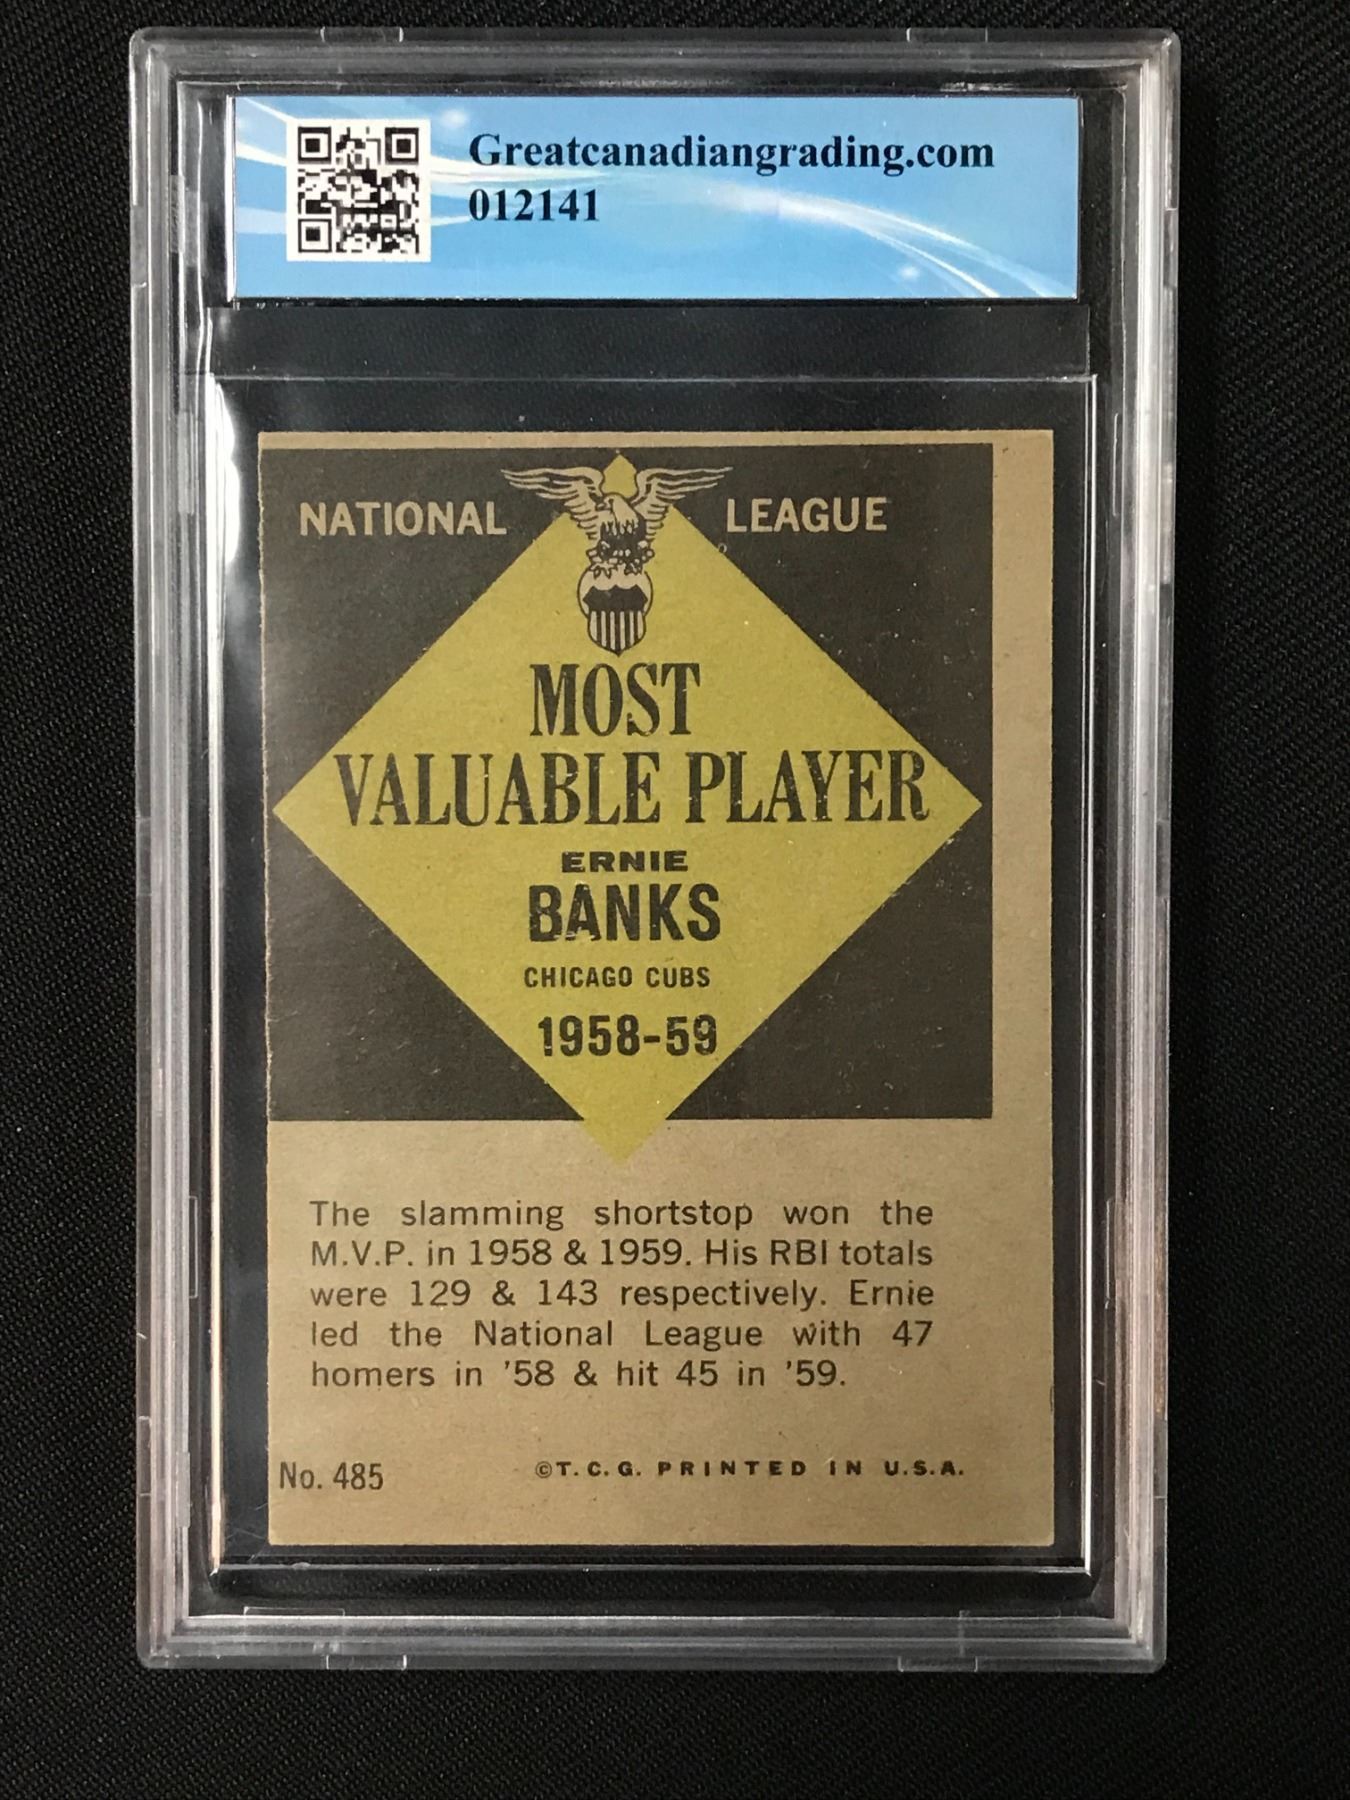 Greatcanadiangrading.com
012141
NATIONAL LEAGUE
MOST
VALUABLE PLAYER
ERNIE
BANKS
CHICAGO CUBS
1958-59
The slamming shortstop won the
M.V.P. in 1958 & 1959. His RBI totals
were 129 & 143 respectively. Ernie
led the National League with 47
homers in '58 & hit 45 in '59.
No. 485 ©T.C.G. PRINTED IN U.S.A.